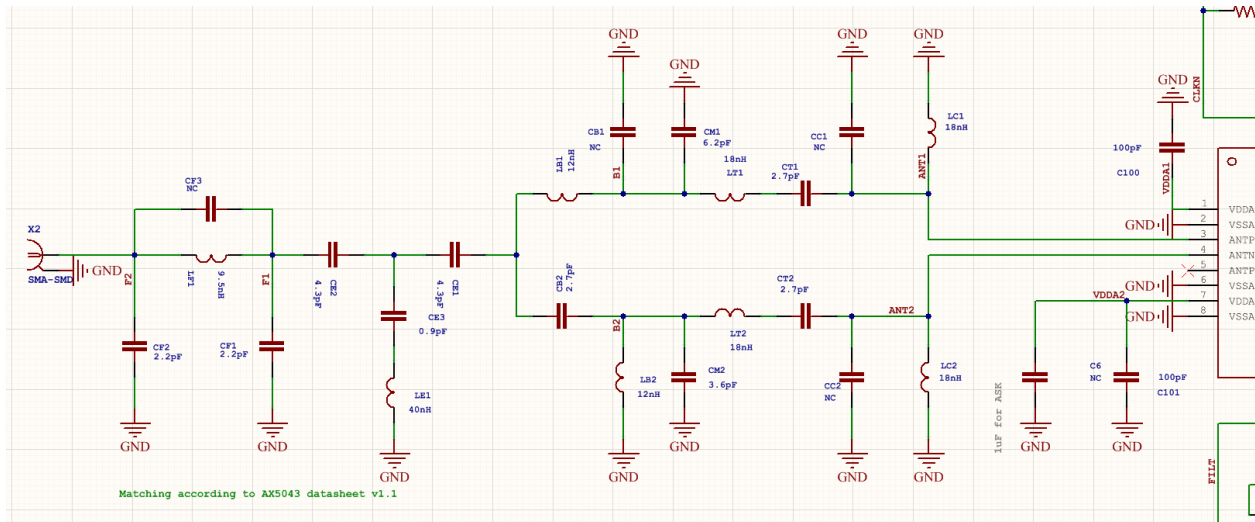 GND
GND
GND
GND
GND
CLKN
CB1
NC
CM1
6.2pF
CC1
NC
LC1
18nH
100pF
C100
VDDA1
LB1
12nH
B1
18nH
LT1
CT1
2.7pF
ANT1
CF3
NC
X2
SMA-SMD
GND
F2
LF1
9.5nH
F1
CE2
4.3pF
CE1
4.3pF
CB2
2.7pF
CT2
2.7pF
1
VDDA
GND
2
VSSA
3
ANTP
4
ANTN
5
ANTP
GND
6
VSSA
VDDA2
7
VDDA
GND
8
VSSA
CF2
2.2pF
CF1
2.2pF
CE3
0.9pF
B2
LT2
18nH
ANT2
LB2
12nH
CM2
3.6pF
CC2
NC
LC2
18nH
C6
NC
100pF
C101
1uF for ASK
LE1
40nH
GND
GND
GND
GND
GND
GND
GND
GND
GND
FILT
Matching according to AX5043 datasheet v1.1